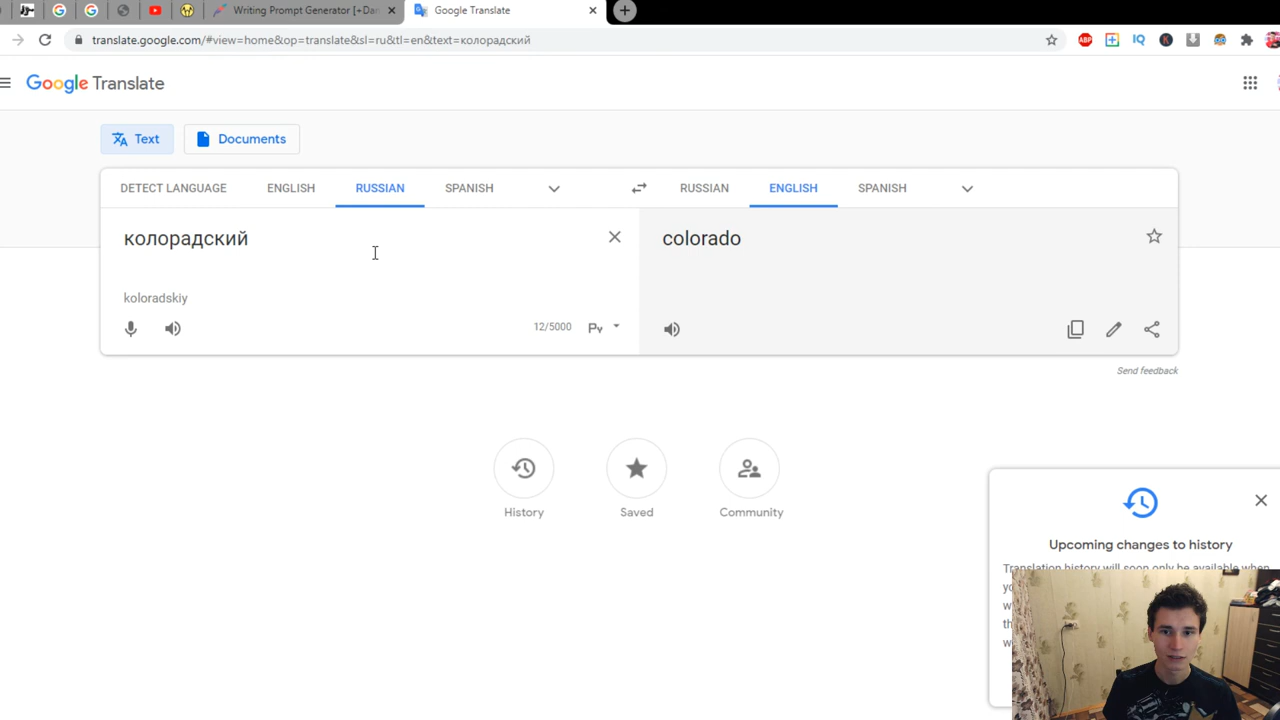 Writing Prompt Generator [+Dar
Google Translate
translate.google.com/#view=home&op=translate&sl=ru&tl=en&text=колорадский
Google Translate
Text
Documents
DETECT LANGUAGE
ENGLISH
RUSSIAN
SPANISH
RUSSIAN
ENGLISH
SPANISH
колорадский
colorado
koloradskiy
12/5000
Send feedback
History
Saved
Community
Upcoming changes to history
Translation history will soon only be available when